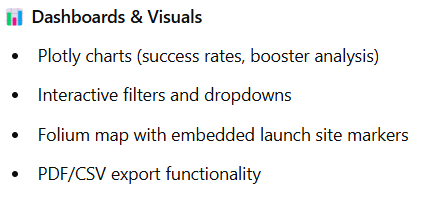 📊 Dashboards & Visuals
• Plotly charts (success rates, booster analysis)
• Interactive filters and dropdowns
• Folium map with embedded launch site markers
• PDF/CSV export functionality